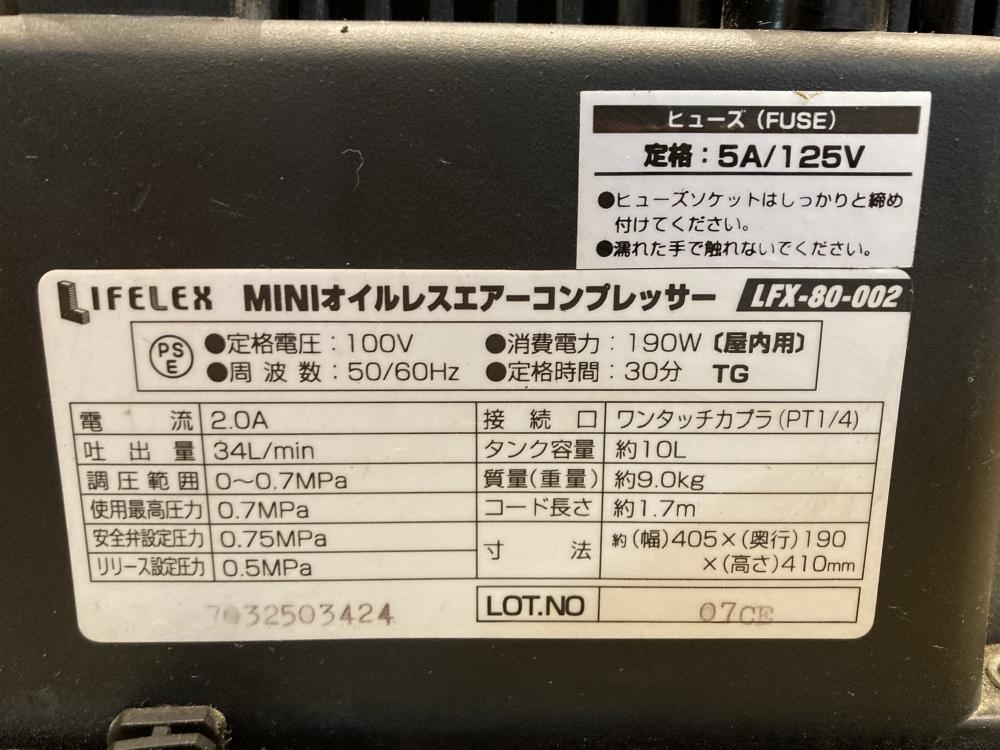 ヒューズ（FUSE）
定格：5A/125V
●ヒューズソケットはしっかりと締め
付けてください。
●濡れた手で触れないでください。
LIFELEX MINIオイルレスエアーコンプレッサー LFX-80-002
PSE
●定格電圧：100V ●消費電力：190W〔屋内用〕
●周波数：50/60Hz ●定格時間：30分 TG
電流 2.0A 接続口 ワンタッチカプラ(PT1/4)
吐出量 34L/min タンク容量 約10L
調圧範囲 0〜0.7MPa 質量(重量) 約9.0kg
使用最高圧力 0.7MPa コード長さ 約1.7m
安全弁設定圧力 0.75MPa 寸法 約(幅)405×(奥行)190
リリース設定圧力 0.5MPa ×(高さ)410mm
7032503424 LOT.NO 07CE